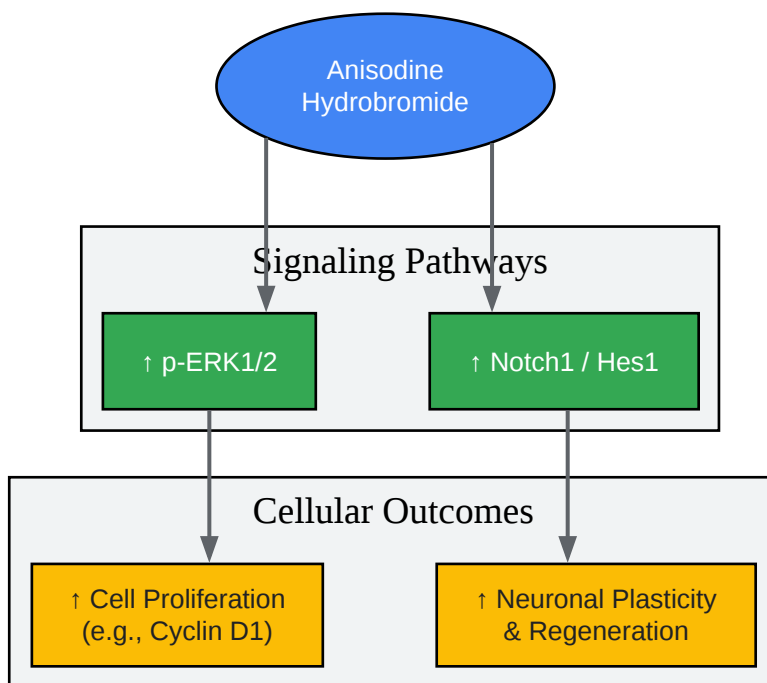 Anisodine
Hydrobromide
Signaling Pathways
↑ p-ERK1/2
↑ Notch1 / Hes1
Cellular Outcomes
↑ Cell Proliferation
(e.g., Cyclin D1)
↑ Neuronal Plasticity
& Regeneration